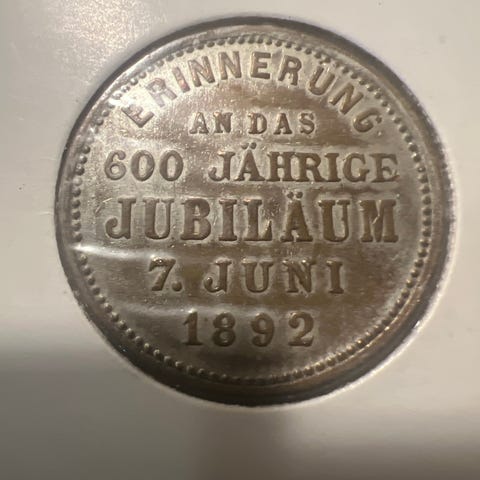 ERINNERUNG
AN DAS
600 JÄHRIGE
JUBILÄUM
7. JUNI
1892